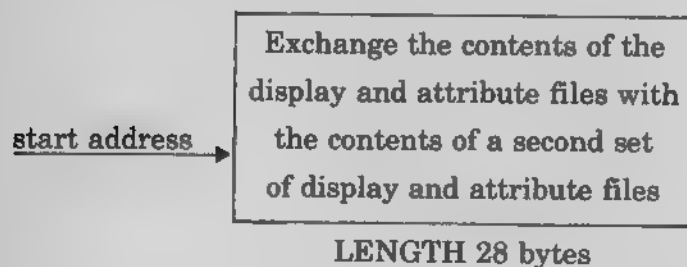 Exchange the contents of the
display and attribute files with
start address
the contents of a second set
of display and attribute files
LENGTH 28 bytes